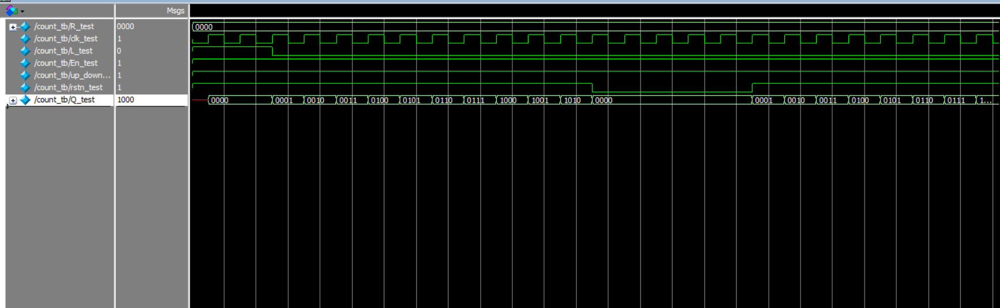 Msgs
/count_tb/R_test 0000 0000
/count_tb/clk_test 1
/count_tb/L_test 0
/count_tb/En_test 1
/count_tb/up_down... 1
/count_tb/rstn_test 1
/count_tb/Q_test 1000 0000 0001 0010 0011 0100 0101 0110 0111 1000 1001 1010 0000 0001 0010 0011 0100 0101 0110 0111 1...